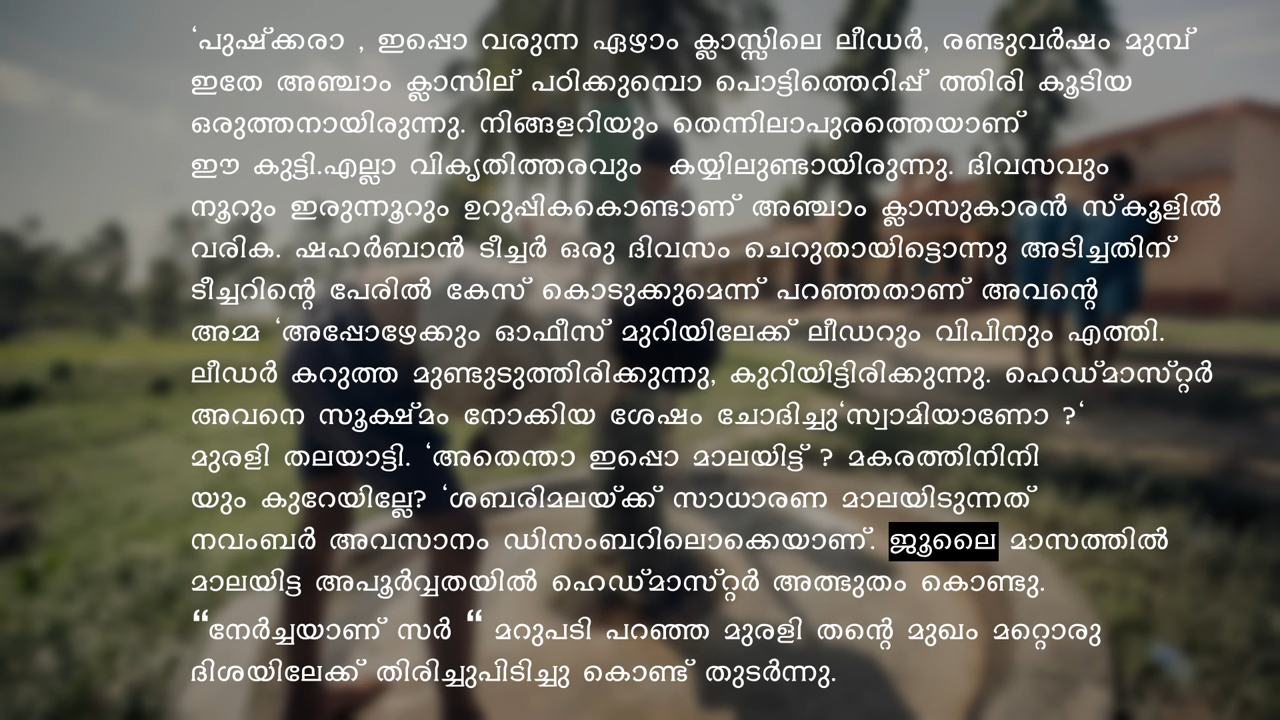 ‘പുഷ്ക്കരാ , ഇപ്പൊ വരുന്ന ഏഴാം ക്ലാസ്സിലെ ലീഡർ, രണ്ടുവർഷം മുമ്പ്
ഇതേ അഞ്ചാം ക്ലാസില് പഠിക്കുമ്പൊ പൊട്ടിത്തെറിപ്പ് ത്തിരി കൂടിയ
ഒരുത്തനായിരുന്നു. നിങ്ങളറിയും തെന്നിലാപുരത്തെയാണ്
ഈ കുട്ടി.എല്ലാ വികൃതിത്തരവും കയ്യിലുണ്ടായിരുന്നു. ദിവസവും
നൂറും ഇരുന്നൂറും ഉറുപ്പികകൊണ്ടാണ് അഞ്ചാം ക്ലാസുകാരൻ സ്കൂളിൽ
വരിക. ഷഹർബാൻ ടീച്ചർ ഒരു ദിവസം ചെറുതായിട്ടൊന്നു അടിച്ചതിന്
ടീച്ചറിന്റെ പേരിൽ കേസ് കൊടുക്കുമെന്ന് പറഞ്ഞതാണ് അവന്റെ
അമ്മ ‘അപ്പോഴേക്കും ഓഫീസ് മുറിയിലേക്ക് ലീഡറും വിപിനും എത്തി.
ലീഡർ കറുത്ത മുണ്ടുടുത്തിരിക്കുന്നു, കുറിയിട്ടിരിക്കുന്നു. ഹെഡ്മാസ്റ്റർ
അവനെ സൂക്ഷ്മം നോക്കിയ ശേഷം ചോദിച്ചു‘സ്വാമിയാണോ ?‘
മുരളി തലയാട്ടി. ‘അതെന്താ ഇപ്പൊ മാലയിട്ട് ? മകരത്തിനിനി
യും കുറേയില്ലേ? ‘ശബരിമലയ്ക്ക് സാധാരണ മാലയിടുന്നത്
നവംബർ അവസാനം ഡിസംബറിലൊക്കെയാണ്. ജൂലൈ മാസത്തിൽ
മാലയിട്ട അപൂർവ്വതയിൽ ഹെഡ്മാസ്റ്റർ അത്ഭുതം കൊണ്ടു.
“നേർച്ചയാണ് സർ “ മറുപടി പറഞ്ഞ മുരളി തന്റെ മുഖം മറ്റൊരു
ദിശയിലേക്ക് തിരിച്ചുപിടിച്ചു കൊണ്ട് തുടർന്നു.